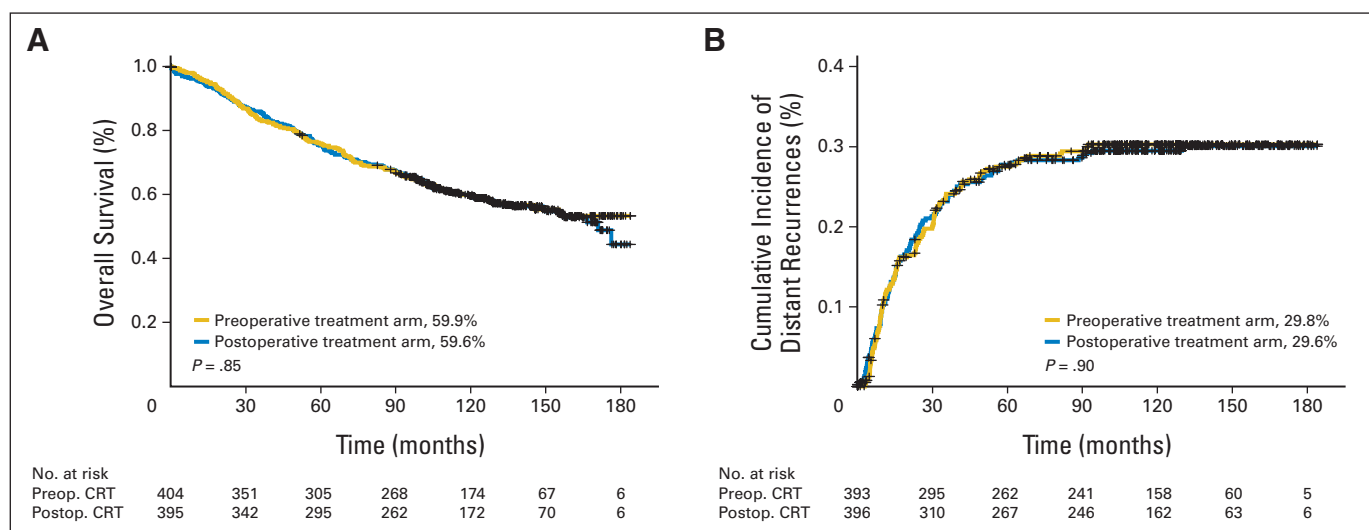 A
Overall Survival (%)
1.0
0.8
0.6
0.4
0.2
Preoperative treatment arm, 59.9%
Postoperative treatment arm, 59.6%
P = .85
0 30 60 90 120 150 180
Time (months)
No. at risk
Preop. CRT 404 351 305 268 174 67 6
Postop. CRT 395 342 295 262 172 70 6
B
Cumulative Incidence of
Distant Recurrences (%)
0.4
0.3
0.2
0.1
Preoperative treatment arm, 29.8%
Postoperative treatment arm, 29.6%
P = .90
0 30 60 90 120 150 180
Time (months)
No. at risk
Preop. CRT 393 295 262 241 158 60 5
Postop. CRT 396 310 267 246 162 63 6